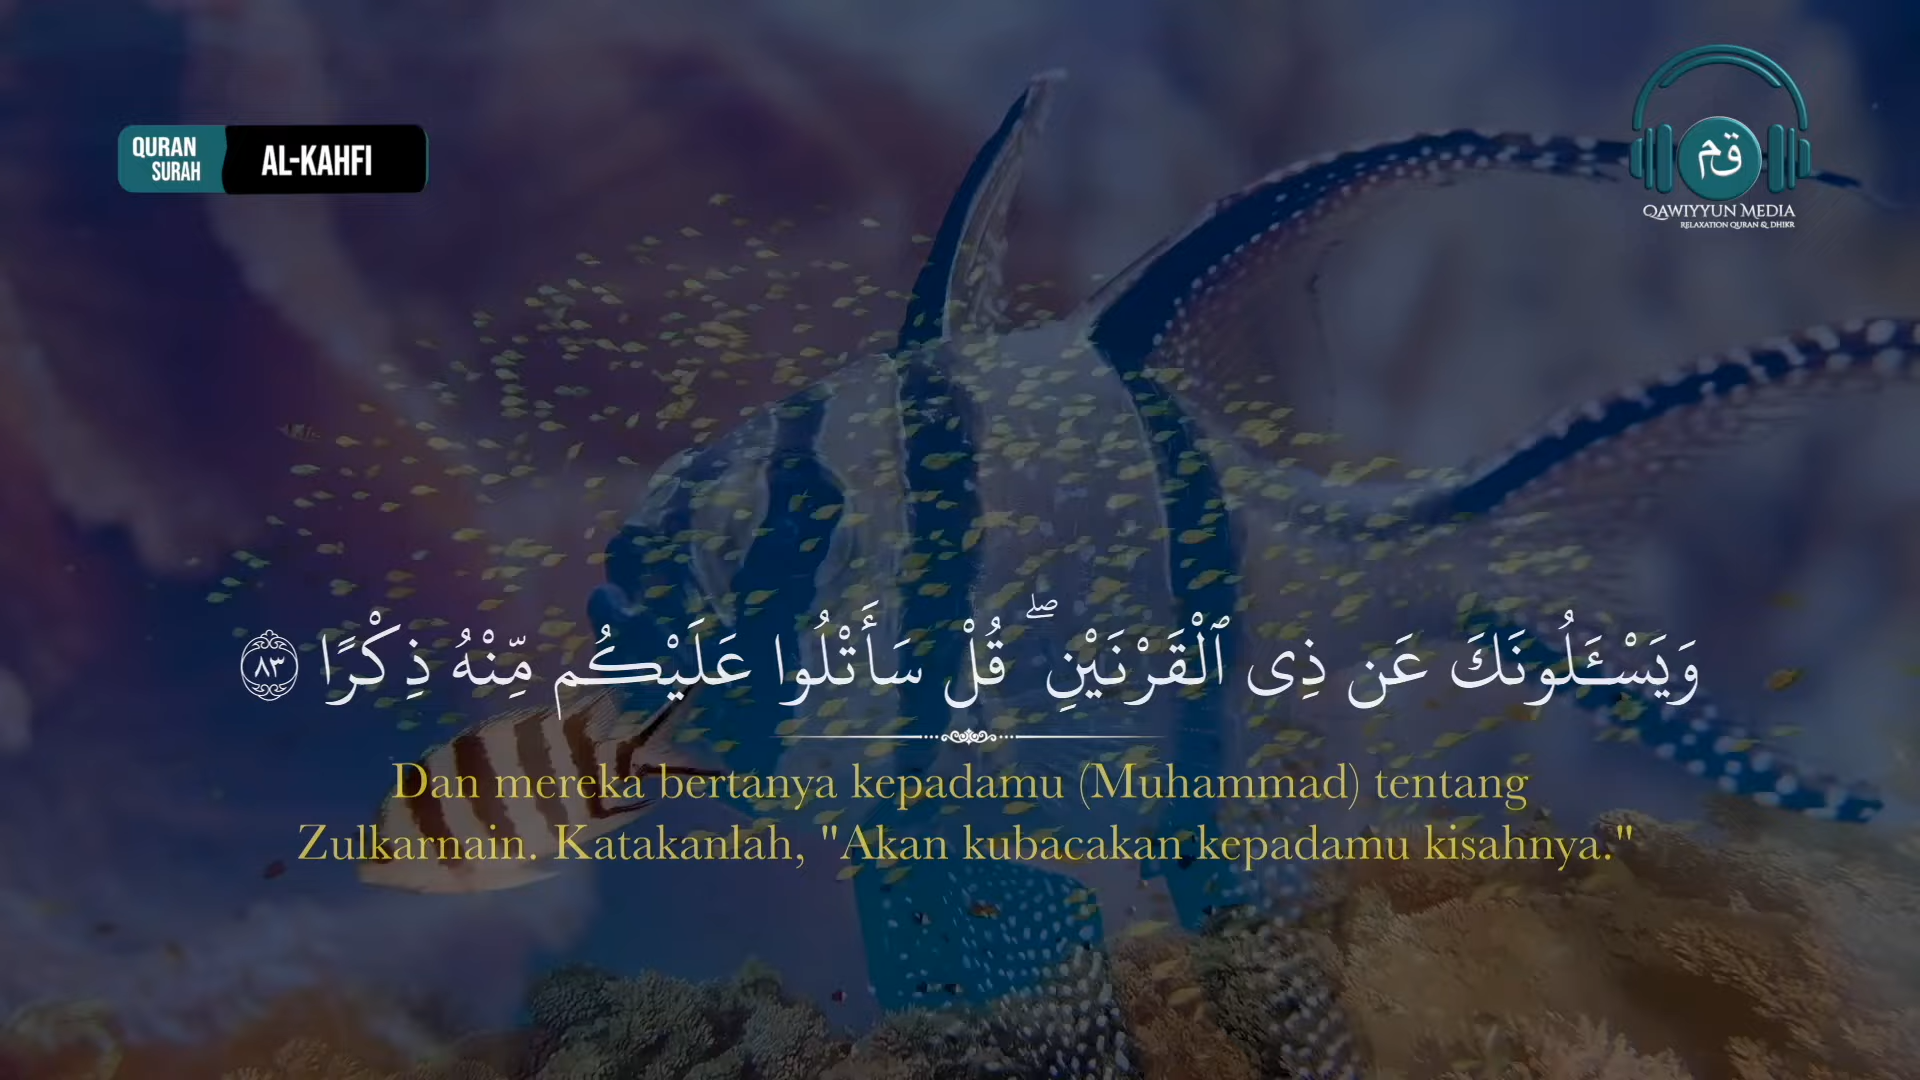 QURAN
SURAH
AL-KAHFI
قم
QAWIYYUN MEDIA
RELAXATION QURAN & DHIKR
وَيَسْـَٔلُونَكَ عَن ذِى ٱلْقَرْنَيْنِ ۖ قُلْ سَأَتْلُوا۟ عَلَيْكُم مِّنْهُ ذِكْرًا ٨٣
Dan mereka bertanya kepadamu (Muhammad) tentang
Zulkarnain. Katakanlah, "Akan kubacakan kepadamu kisahnya."